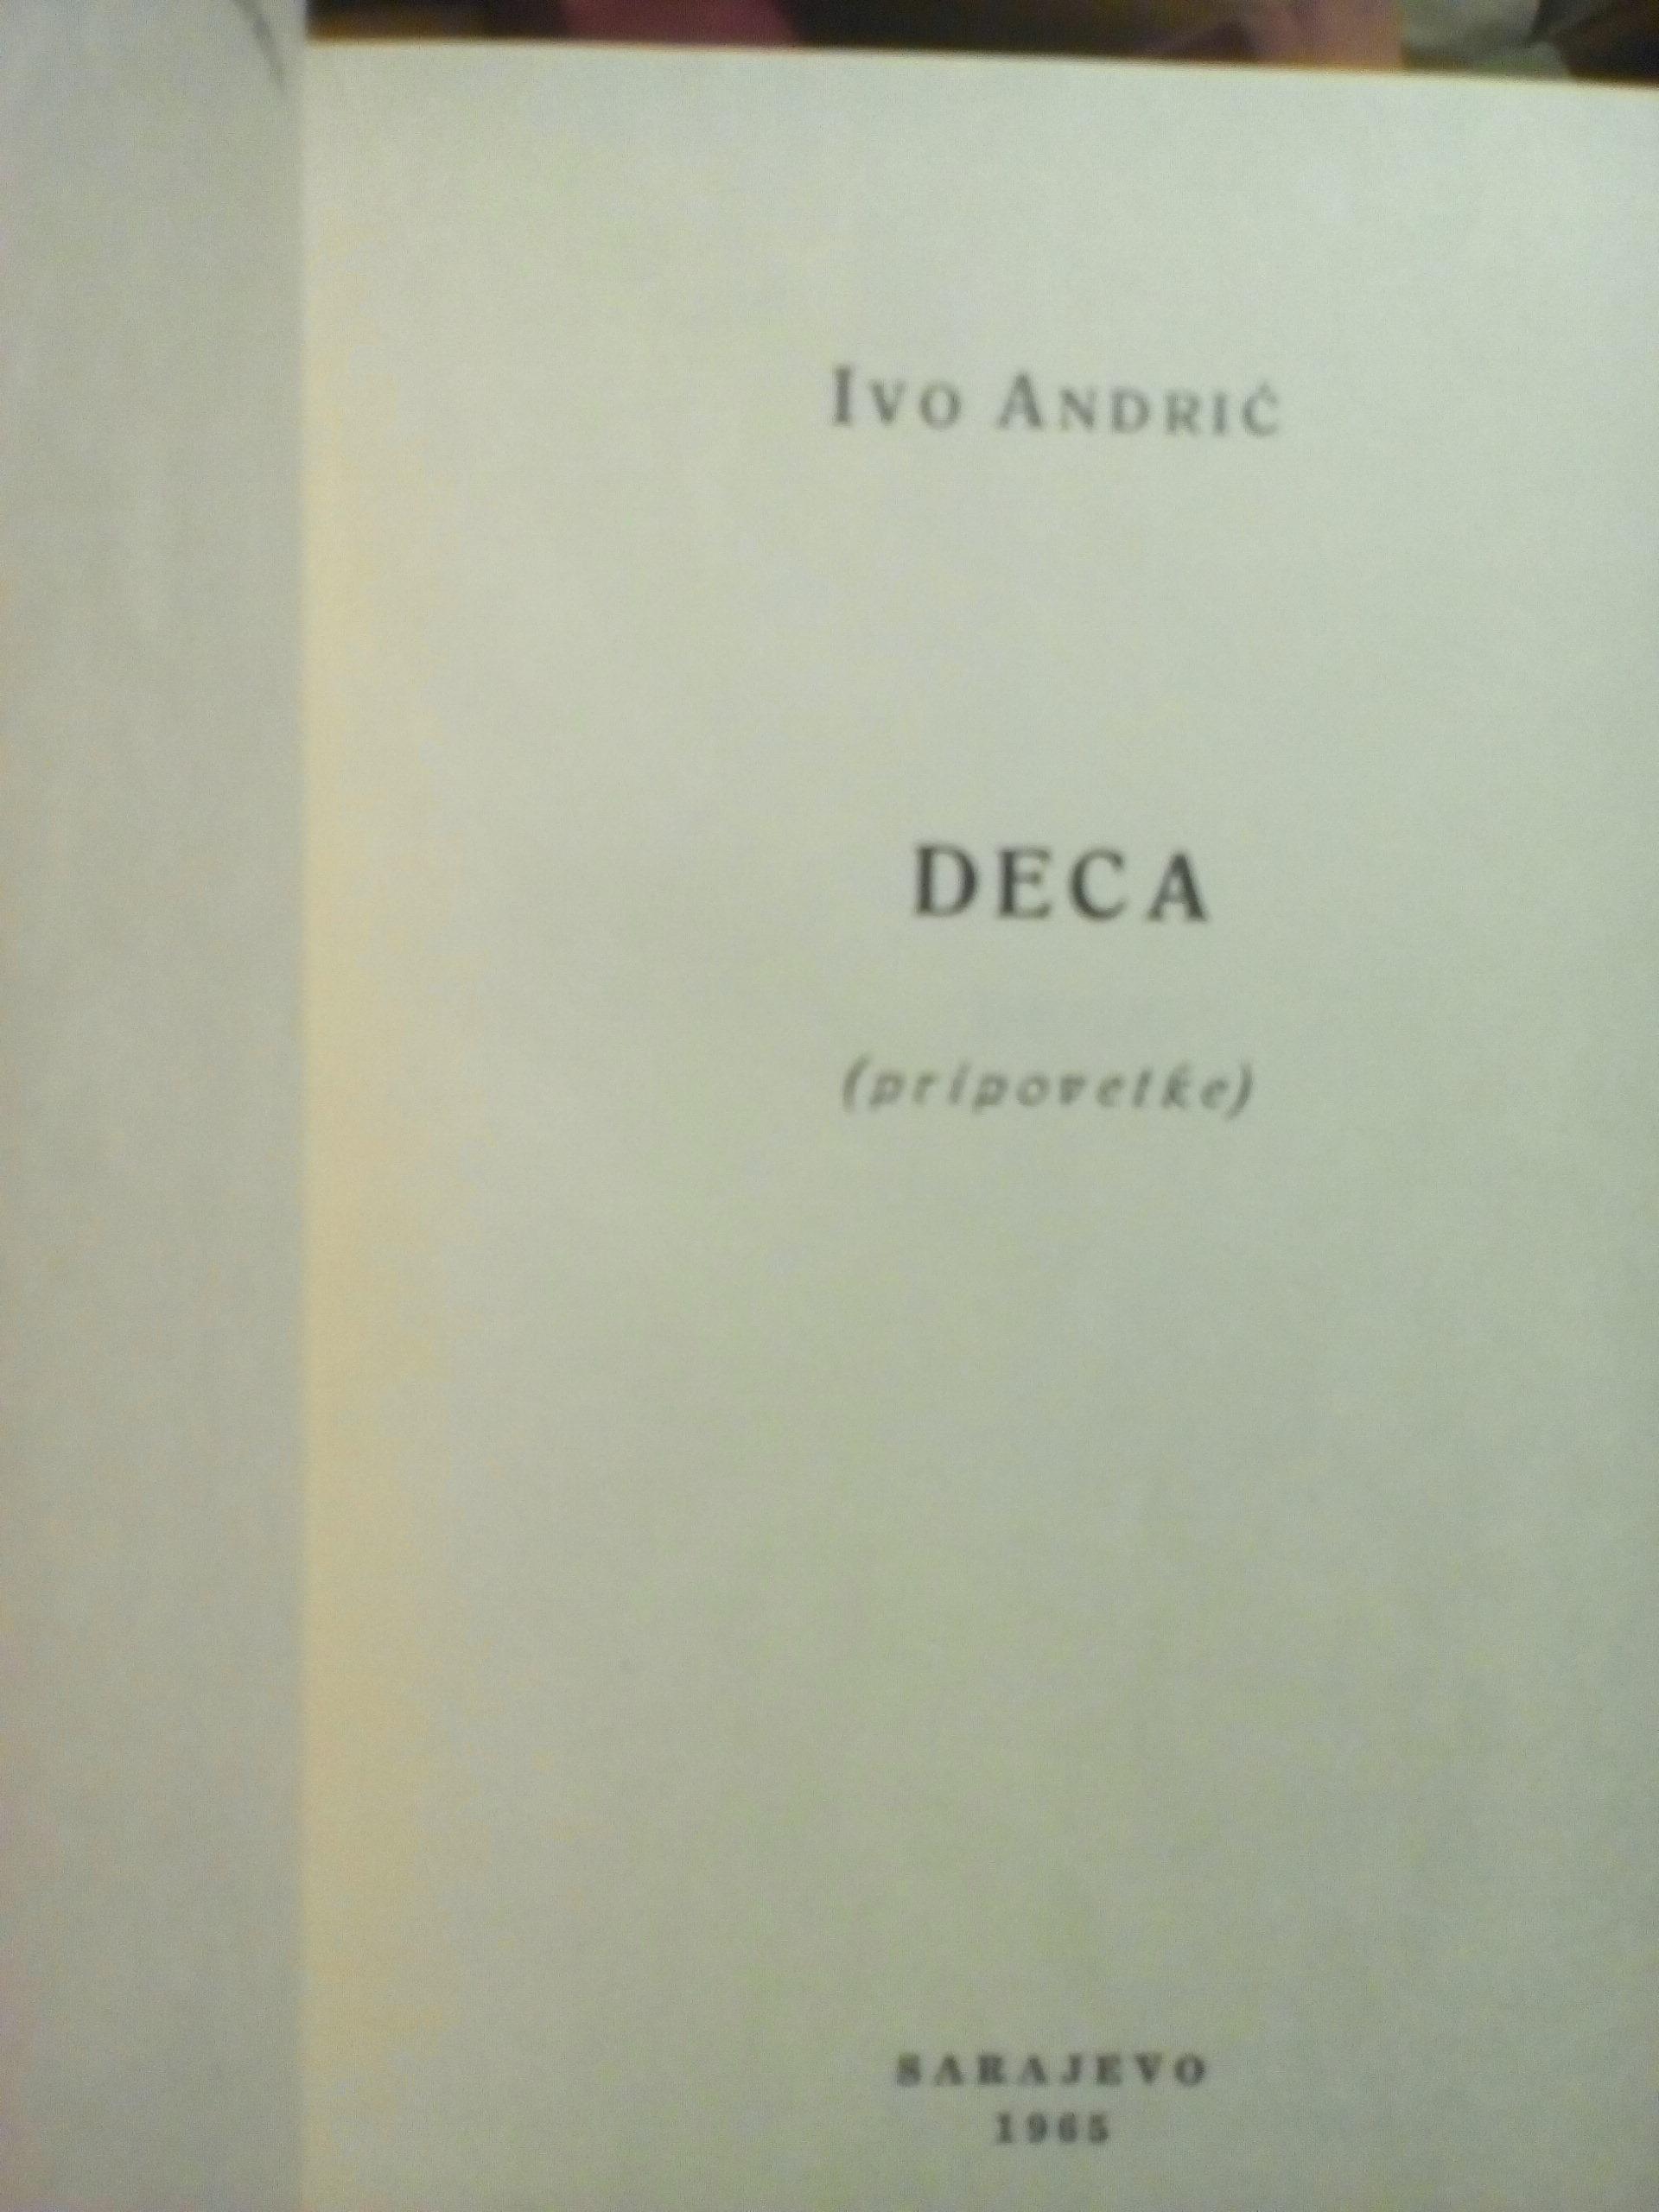 IVO ANDRIĆ
DECA
(pripovetke)
SARAJEVO
1965